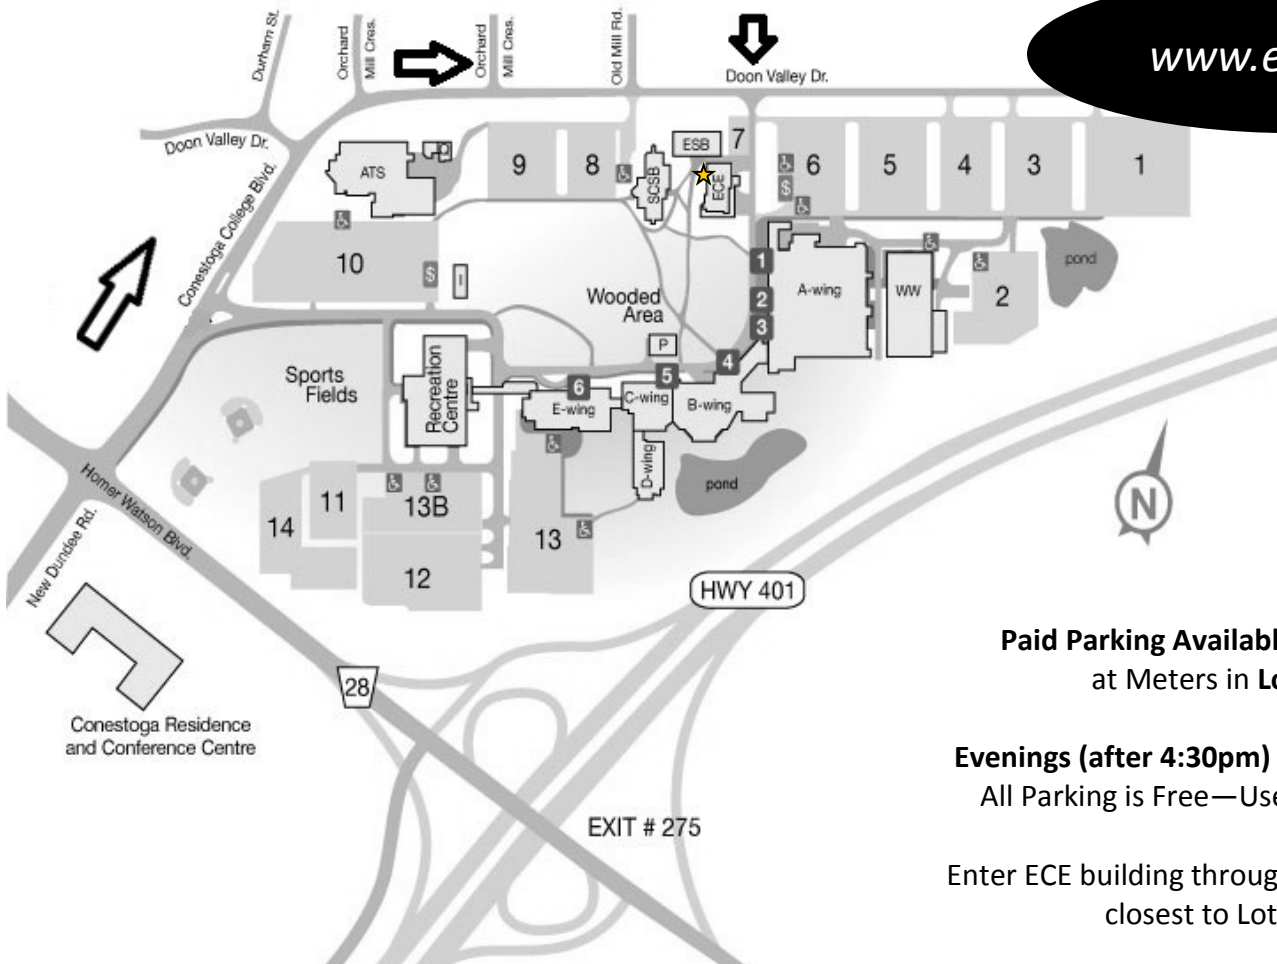 Durham St.
Orchard
Mill Cres.
Orchard
Mill Cres.
Old Mill Rd.
Doon Valley Dr.
www.e
Doon Valley Dr.
Conestoga College Blvd.
ATS
9
8
SCSB
ESB
7
ECE
6
5
4
3
1
$
10
$
I
Wooded
Area
1
2
3
4
5
6
A-wing
WW
2
pond
P
Sports
Fields
Recreation
Centre
E-wing
C-wing
B-wing
D-wing
pond
Homer Watson Blvd.
New Dundee Rd.
14
11
13B
12
13
N
HWY 401
28
Conestoga Residence
and Conference Centre
EXIT # 275
Paid Parking Availabl
at Meters in Lo
Evenings (after 4:30pm)
All Parking is Free—Use
Enter ECE building throug
closest to Lot